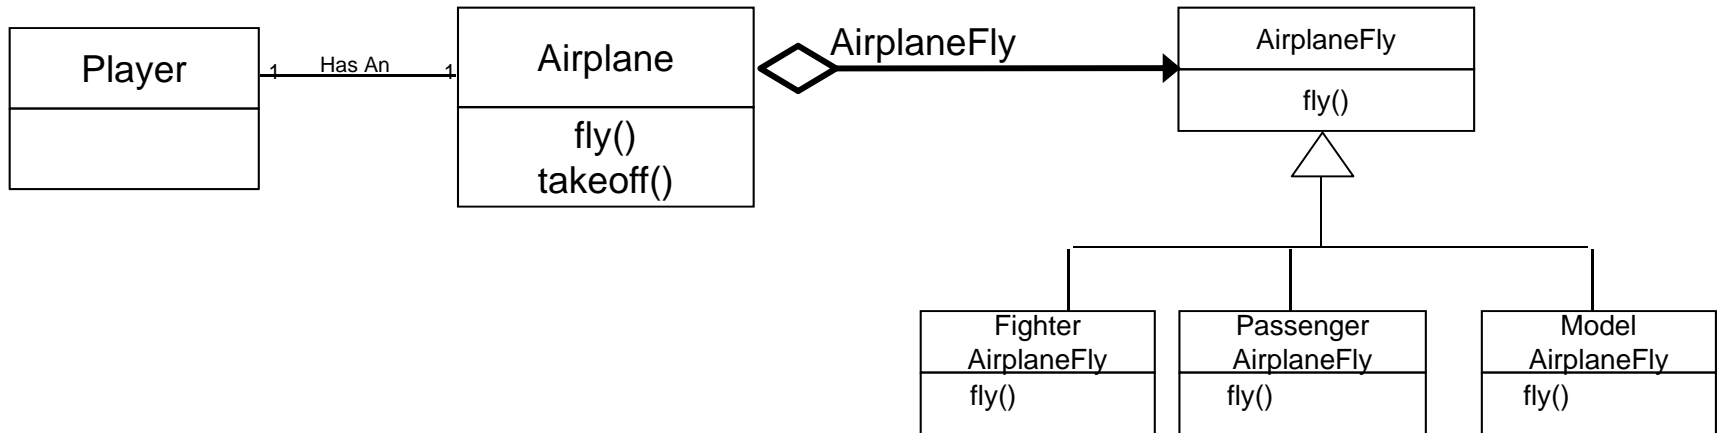 Player
1
Has An
1
Airplane
fly()
takeoff()
AirplaneFly
AirplaneFly
fly()
Fighter
AirplaneFly
fly()
Passenger
AirplaneFly
fly()
Model
AirplaneFly
fly()